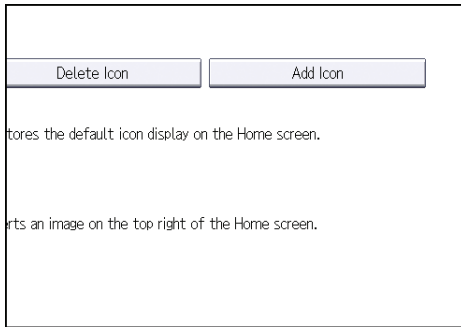 Delete Icon
Add Icon
tores the default icon display on the Home screen.
rts an image on the top right of the Home screen.